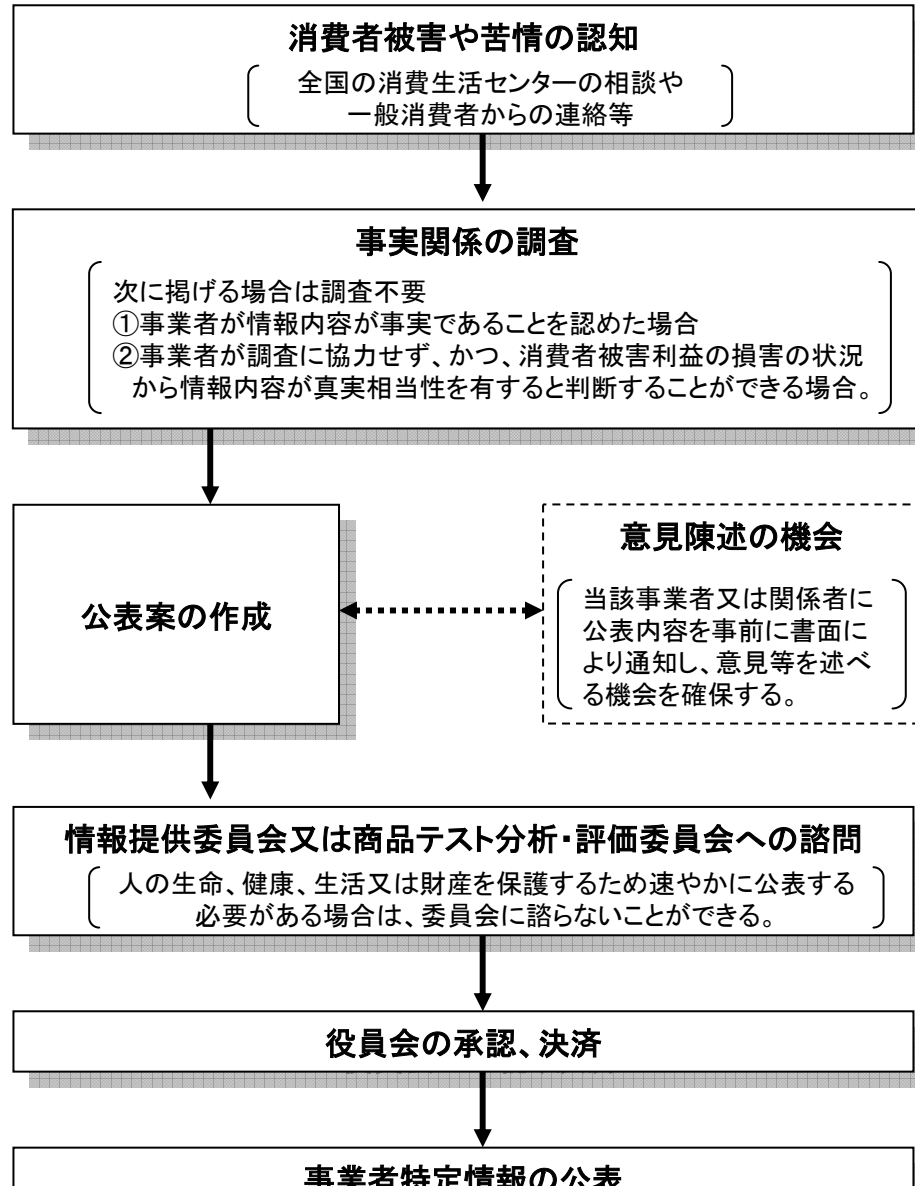 消費者被害や苦情の認知
全国の消費生活センターの相談や
一般消費者からの連絡等
事実関係の調査
次に掲げる場合は調査不要
①事業者が情報内容が事実であることを認めた場合
②事業者が調査に協力せず、かつ、消費者被害利益の損害の状況
から情報内容が真実相当性を有すると判断することができる場合。
公表案の作成
意見陳述の機会
当該事業者又は関係者に
公表内容を事前に書面に
より通知し、意見等を述べ
る機会を確保する。
情報提供委員会又は商品テスト分析・評価委員会への諮問
人の生命、健康、生活又は財産を保護するため速やかに公表する
必要がある場合は、委員会に諮らないことができる。
役員会の承認、決済
事業者特定情報の公表